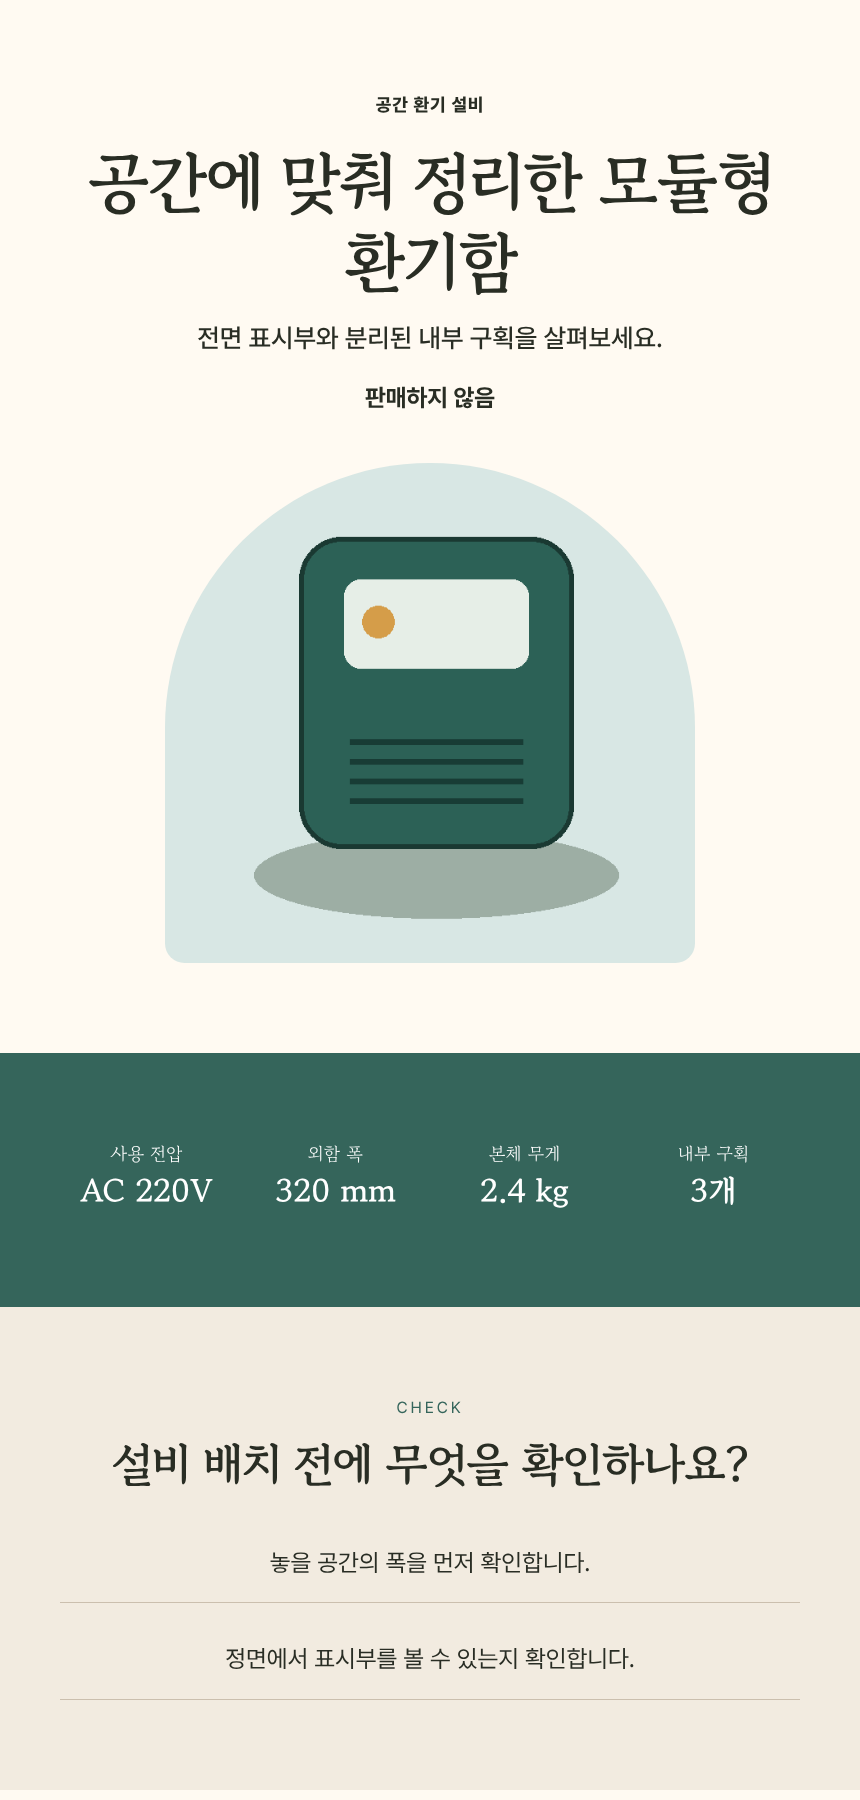 공간 환기 설비
공간에 맞춰 정리한 모듈형
환기함
전면 표시부와 분리된 내부 구획을 살펴보세요.
판매하지 않음
사용 전압
AC 220V
외함 폭
320 mm
본체 무게
2.4 kg
내부 구획
3개
CHECK
설비 배치 전에 무엇을 확인하나요?
놓을 공간의 폭을 먼저 확인합니다.
정면에서 표시부를 볼 수 있는지 확인합니다.